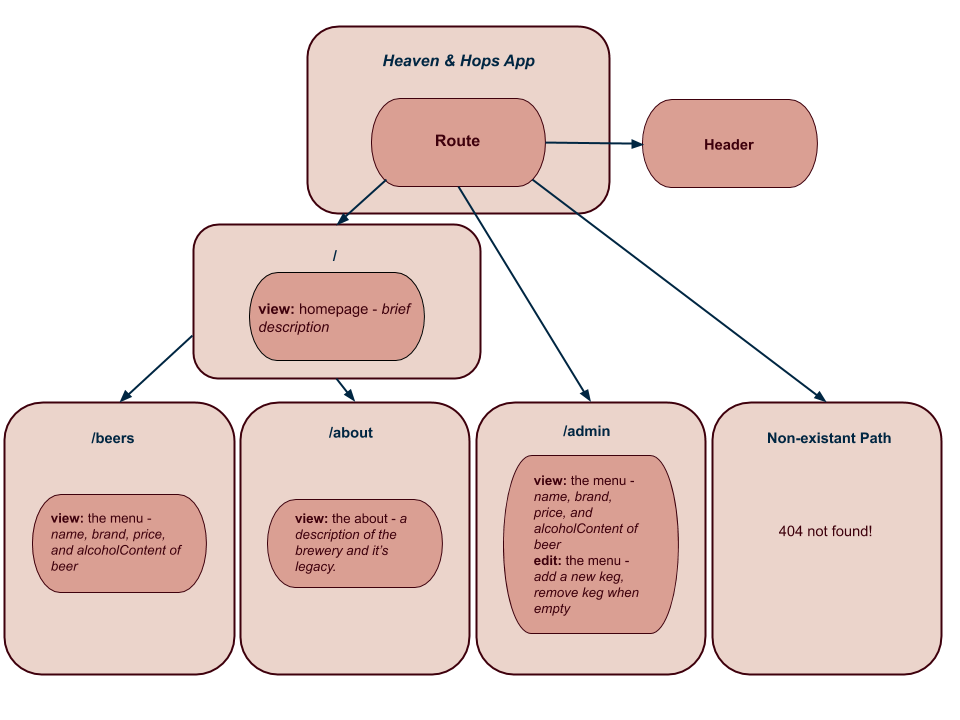 Heaven & Hops App
Route
Header
/
view: homepage - brief
description
/beers
view: the menu -
name, brand, price,
and alcoholContent of
beer
/about
view: the about - a
description of the
brewery and it's
legacy.
/admin
view: the menu -
name, brand,
price, and
alcoholContent of
beer
edit: the menu -
add a new keg,
remove keg when
empty
Non-existant Path
404 not found!